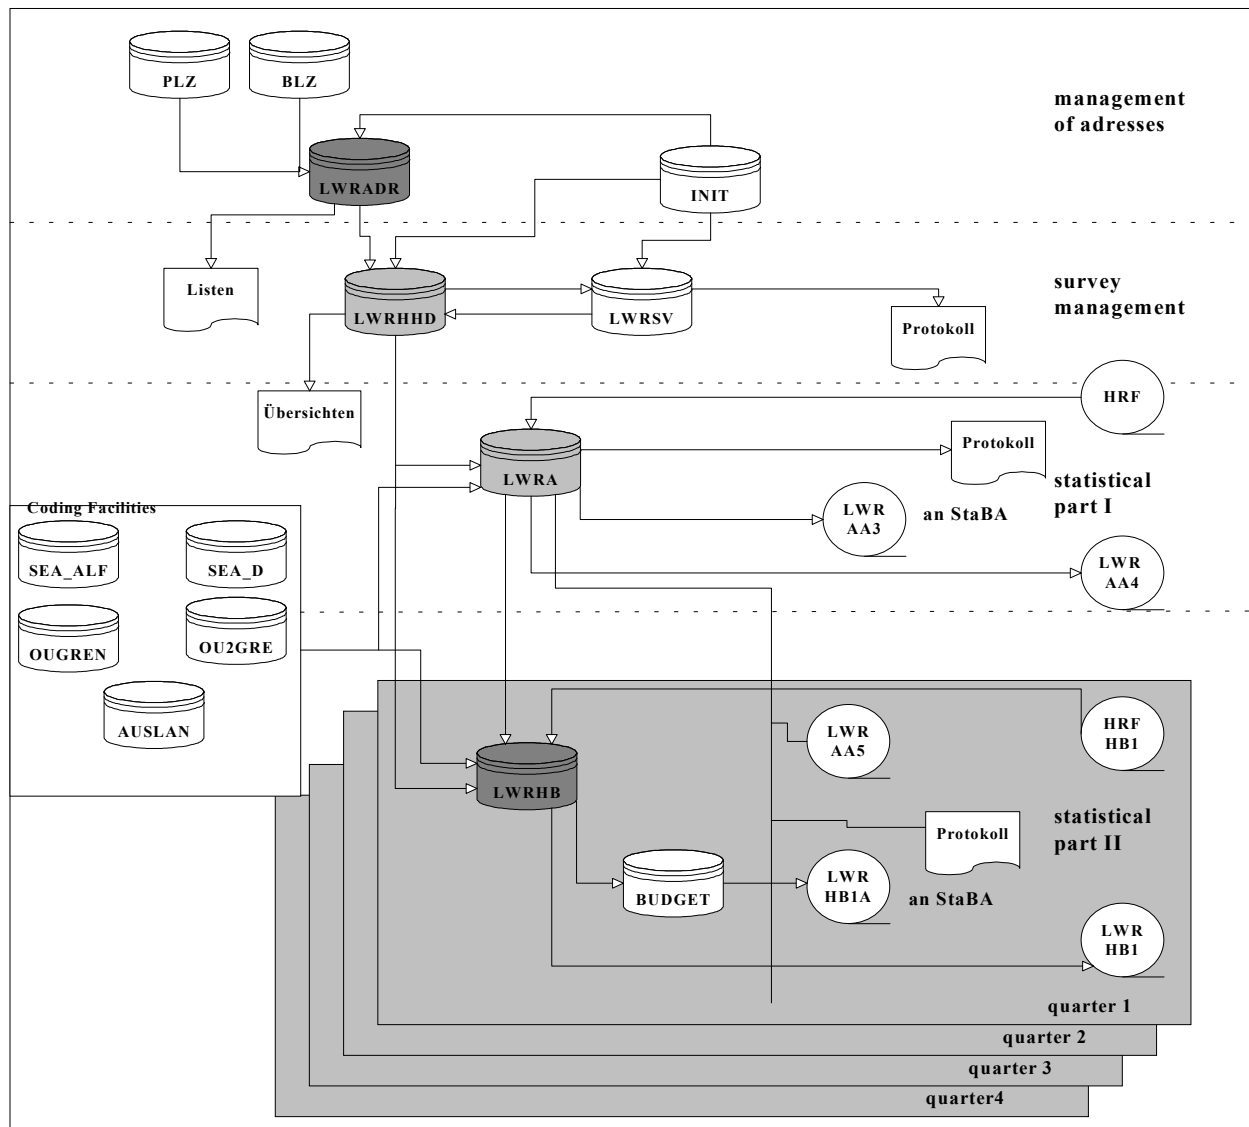 PLZ
BLZ
management
of adresses
LWRADR
INIT
Listen
LWRHHD
LWRSV
Protokoll
survey
management
Übersichten
HRF
LWRA
Protokoll
statistical
part I
LWR
AA3
an StaBA
LWR
AA4
Coding Facilities
SEA_ALF
SEA_D
OUGREN
OU2GRE
AUSLAN
LWR
AA5
HRF
HB1
LWRHB
statistical
part II
Protokoll
BUDGET
LWR
HB1A
an StaBA
LWR
HB1
quarter 1
quarter 2
quarter 3
quarter4